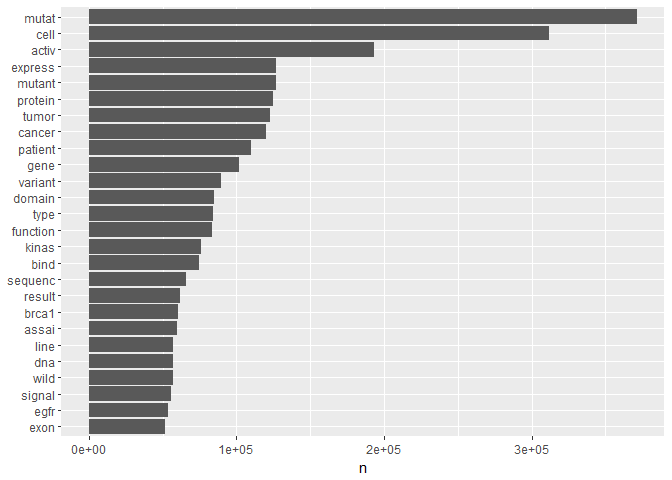 mutat
cell
activ
express
mutant
protein
tumor
cancer
patient
gene
variant
domain
type
function
kinas
bind
sequenc
result
brca1
assai
line
dna
wild
signal
egfr
exon
0e+00 1e+05 2e+05 3e+05
n